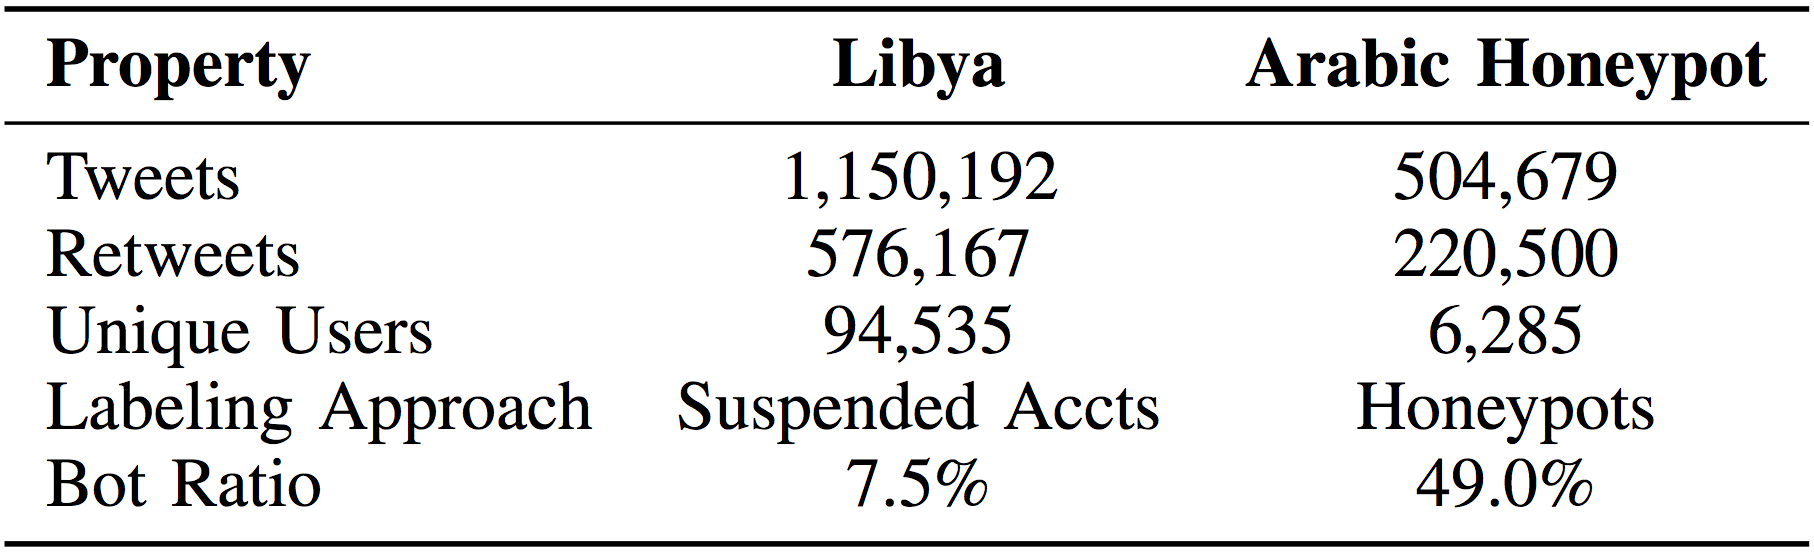 Property Libya Arabic Honeypot
Tweets 1,150,192 504,679
Retweets 576,167 220,500
Unique Users 94,535 6,285
Labeling Approach Suspended Accts Honeypots
Bot Ratio 7.5% 49.0%